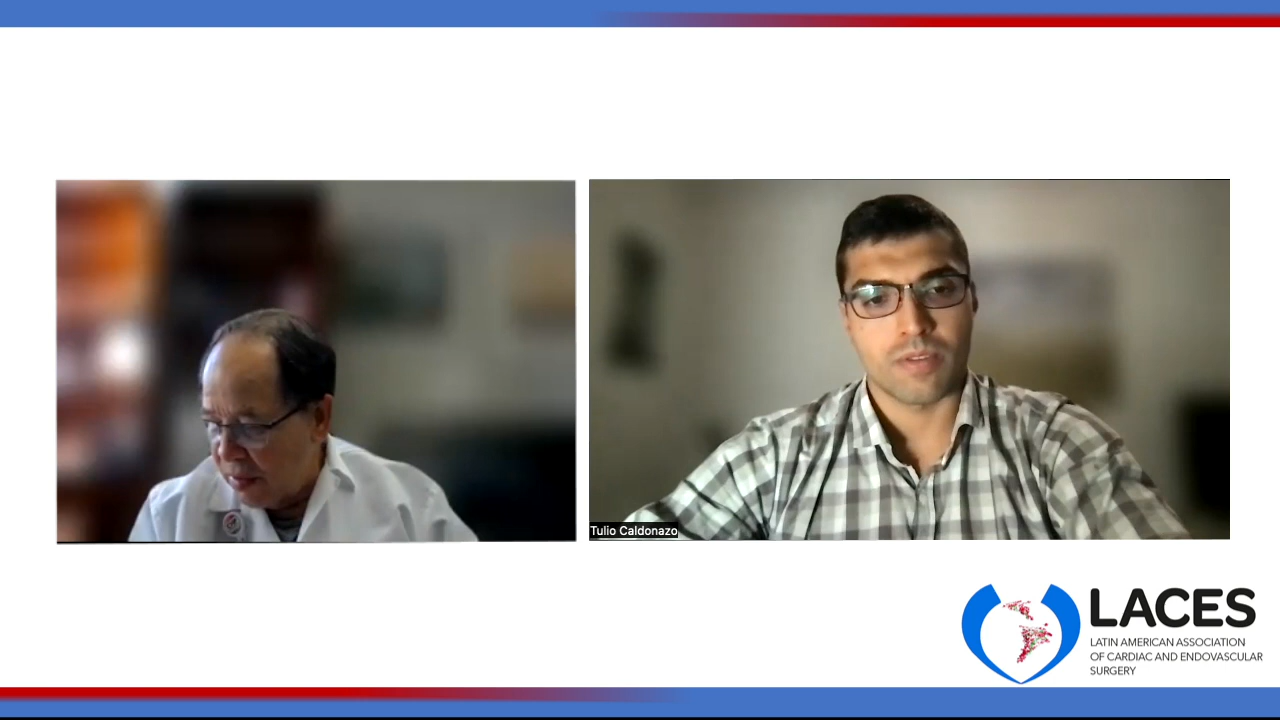 Tulio Caldonazo
LACES
LATIN AMERICAN ASSOCIATION
OF CARDIAC AND ENDOVASCULAR
SURGERY